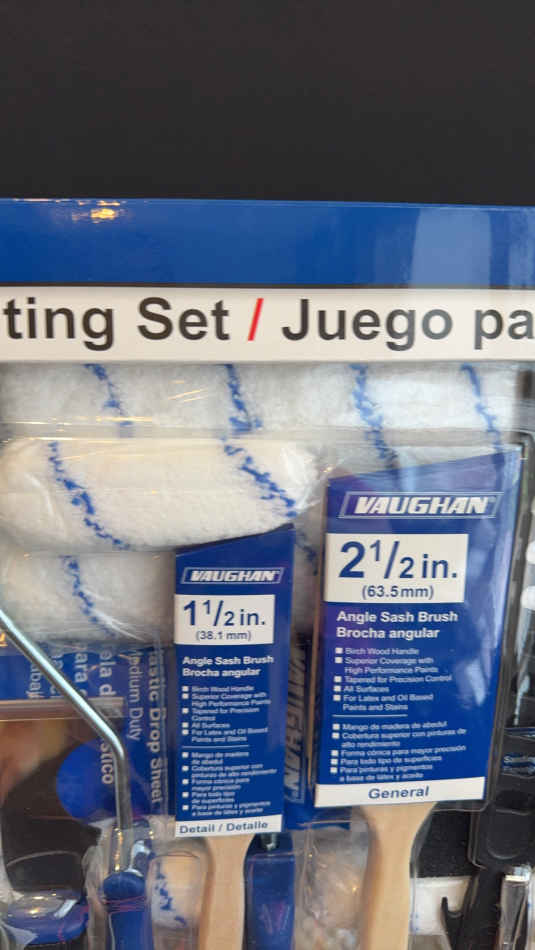 ting Set / Juego pa
VAUGHAN
2 1/2 in.
(63.5 mm)
Angle Sash Brush
Brocha angular
Birch Wood Handle
Superior Coverage with
High Performance Paints
Tapered for Precision Control
All Surfaces
For Latex and Oil Based
Paints and Stains
Mango de madera de abedul
Cobertura superior con pinturas de
alto rendimiento
Forma cónica para mayor precisión
Para todo tipo de superficies
Para pinturas y pigmentos
a base de látex y aceite
General
VAUGHAN
1 1/2 in.
(38.1 mm)
Angle Sash Brush
Brocha angular
Birch Wood Handle
Superior Coverage with
High Performance Paints
Tapered for Precision
Control
All Surfaces
For Latex and Oil Based
Paints and Stains
Mango de madera
de abedul
Cobertura superior con
pinturas de alto rendimiento
Forma cónica para
mayor precisión
Para todo tipo
de superficies
Para pinturas y pigmentos
a base de látex y aceite
Detail / Detalle
VAUGHAN
Medium Duty
Plastic Drop Sheet
para
Sanding